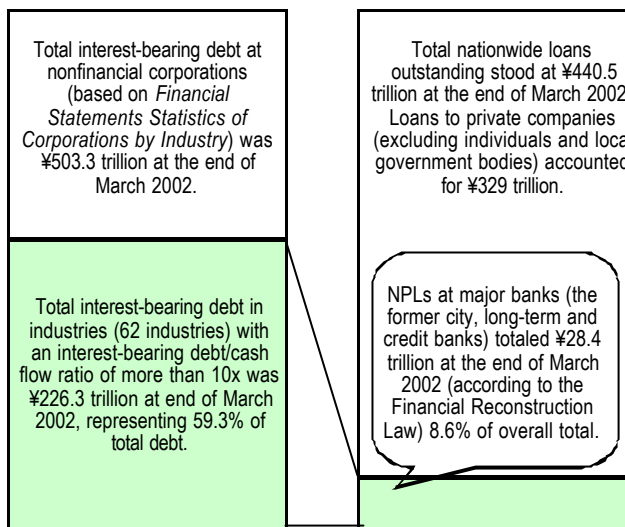 Total interest-bearing debt at
nonfinancial corporations
(based on Financial
Statements Statistics of
Corporations by Industry) was
¥503.3 trillion at the end of
March 2002.
Total interest-bearing debt in
industries (62 industries) with
an interest-bearing debt/cash
flow ratio of more than 10x was
¥226.3 trillion at end of March
2002, representing 59.3% of
total debt.
Total nationwide loans
outstanding stood at ¥440.5
trillion at the end of March 2002
Loans to private companies
(excluding individuals and loca
government bodies) accounted
for ¥329 trillion.
NPLs at major banks (the
former city, long-term and
credit banks) totaled ¥28.4
trillion at the end of March
2002 (according to the
Financial Reconstruction
Law) 8.6% of overall total.